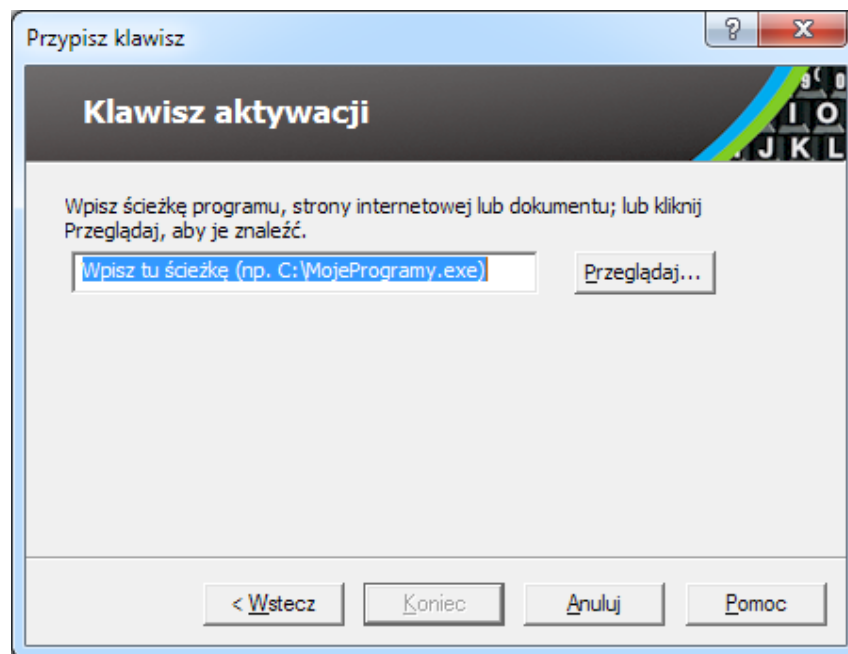 Przypisz klawisz
Klawisz aktywacji
9 0
I O
J K L
Wpisz ścieżkę programu, strony internetowej lub dokumentu; lub kliknij
Przeglądaj, aby je znaleźć.
Wpisz tu ścieżkę (np. C:\MojeProgramy.exe)
Przeglądaj...
< Wstecz
Koniec
Anuluj
Pomoc